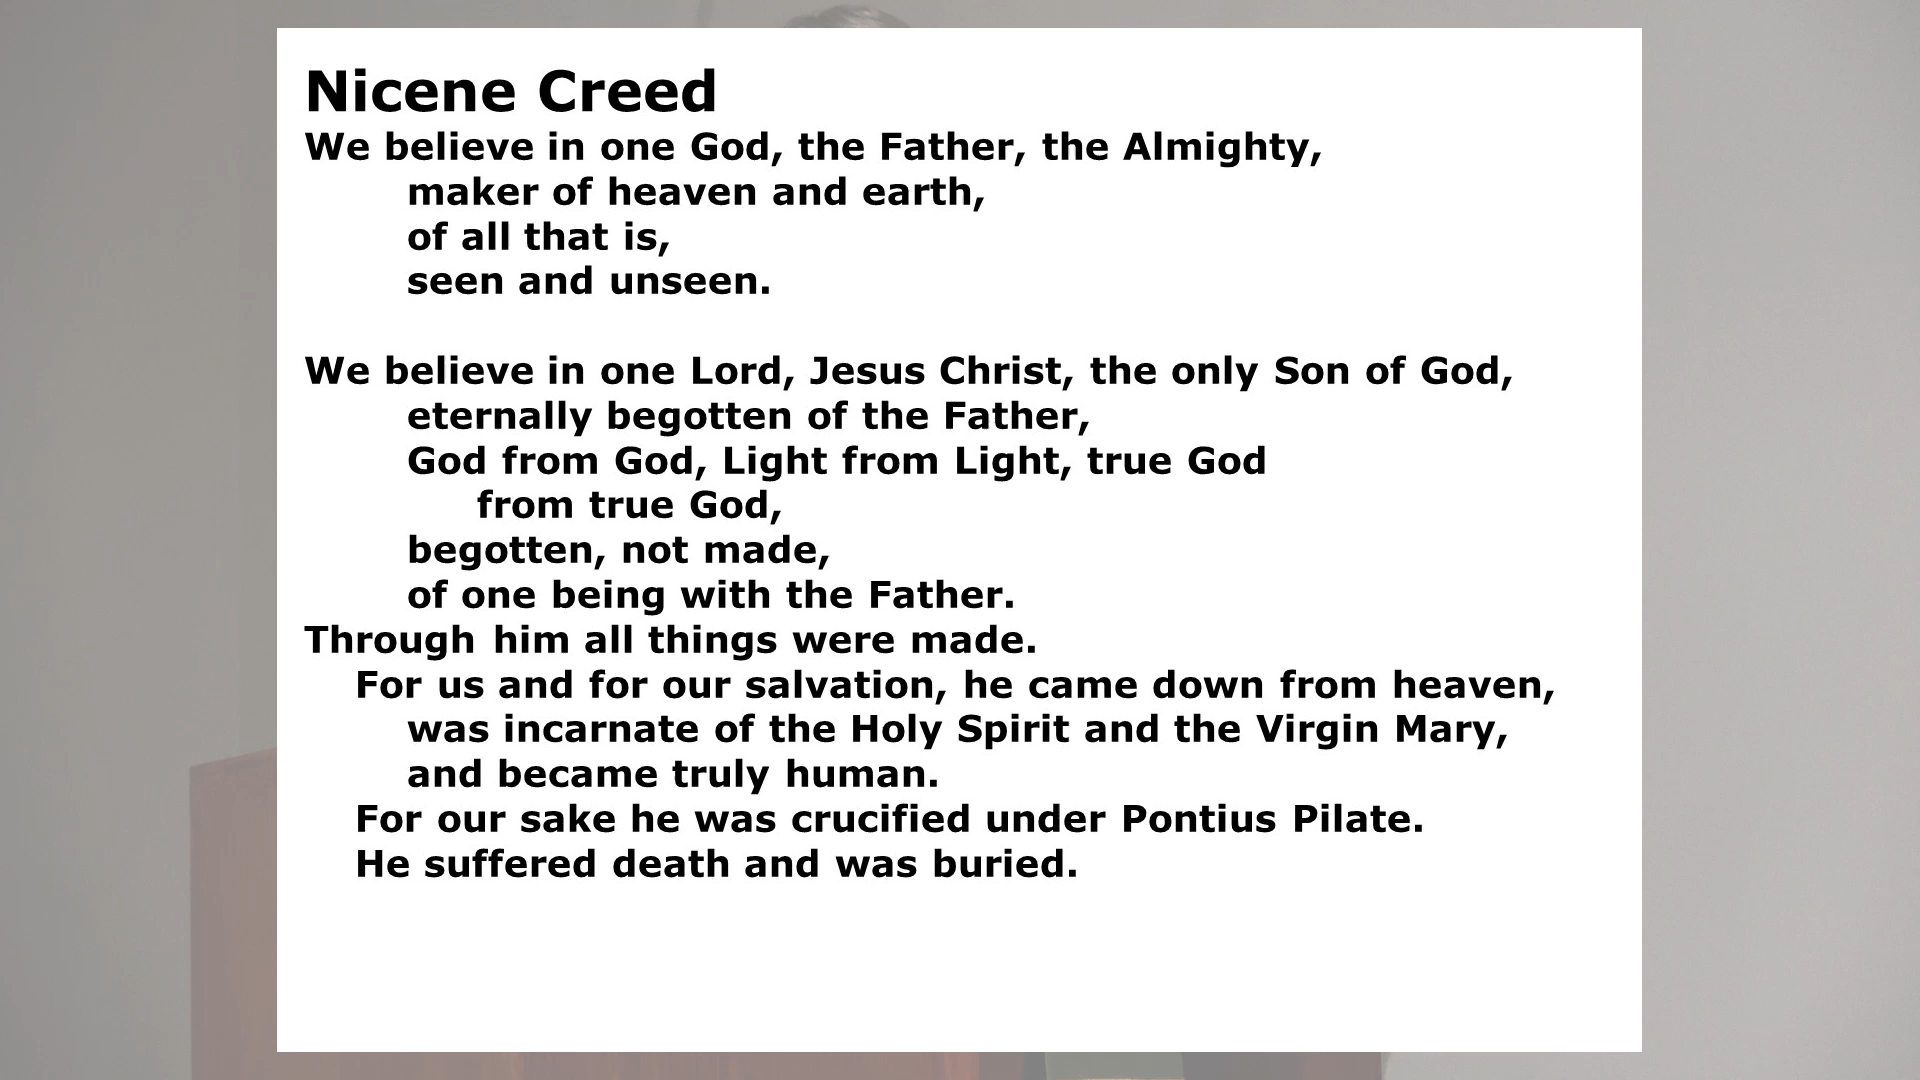 Nicene Creed
We believe in one God, the Father, the Almighty,
maker of heaven and earth,
of all that is,
seen and unseen.
We believe in one Lord, Jesus Christ, the only Son of God,
eternally begotten of the Father,
God from God, Light from Light, true God
from true God,
begotten, not made,
of one being with the Father.
Through him all things were made.
For us and for our salvation, he came down from heaven,
was incarnate of the Holy Spirit and the Virgin Mary,
and became truly human.
For our sake he was crucified under Pontius Pilate.
He suffered death and was buried.